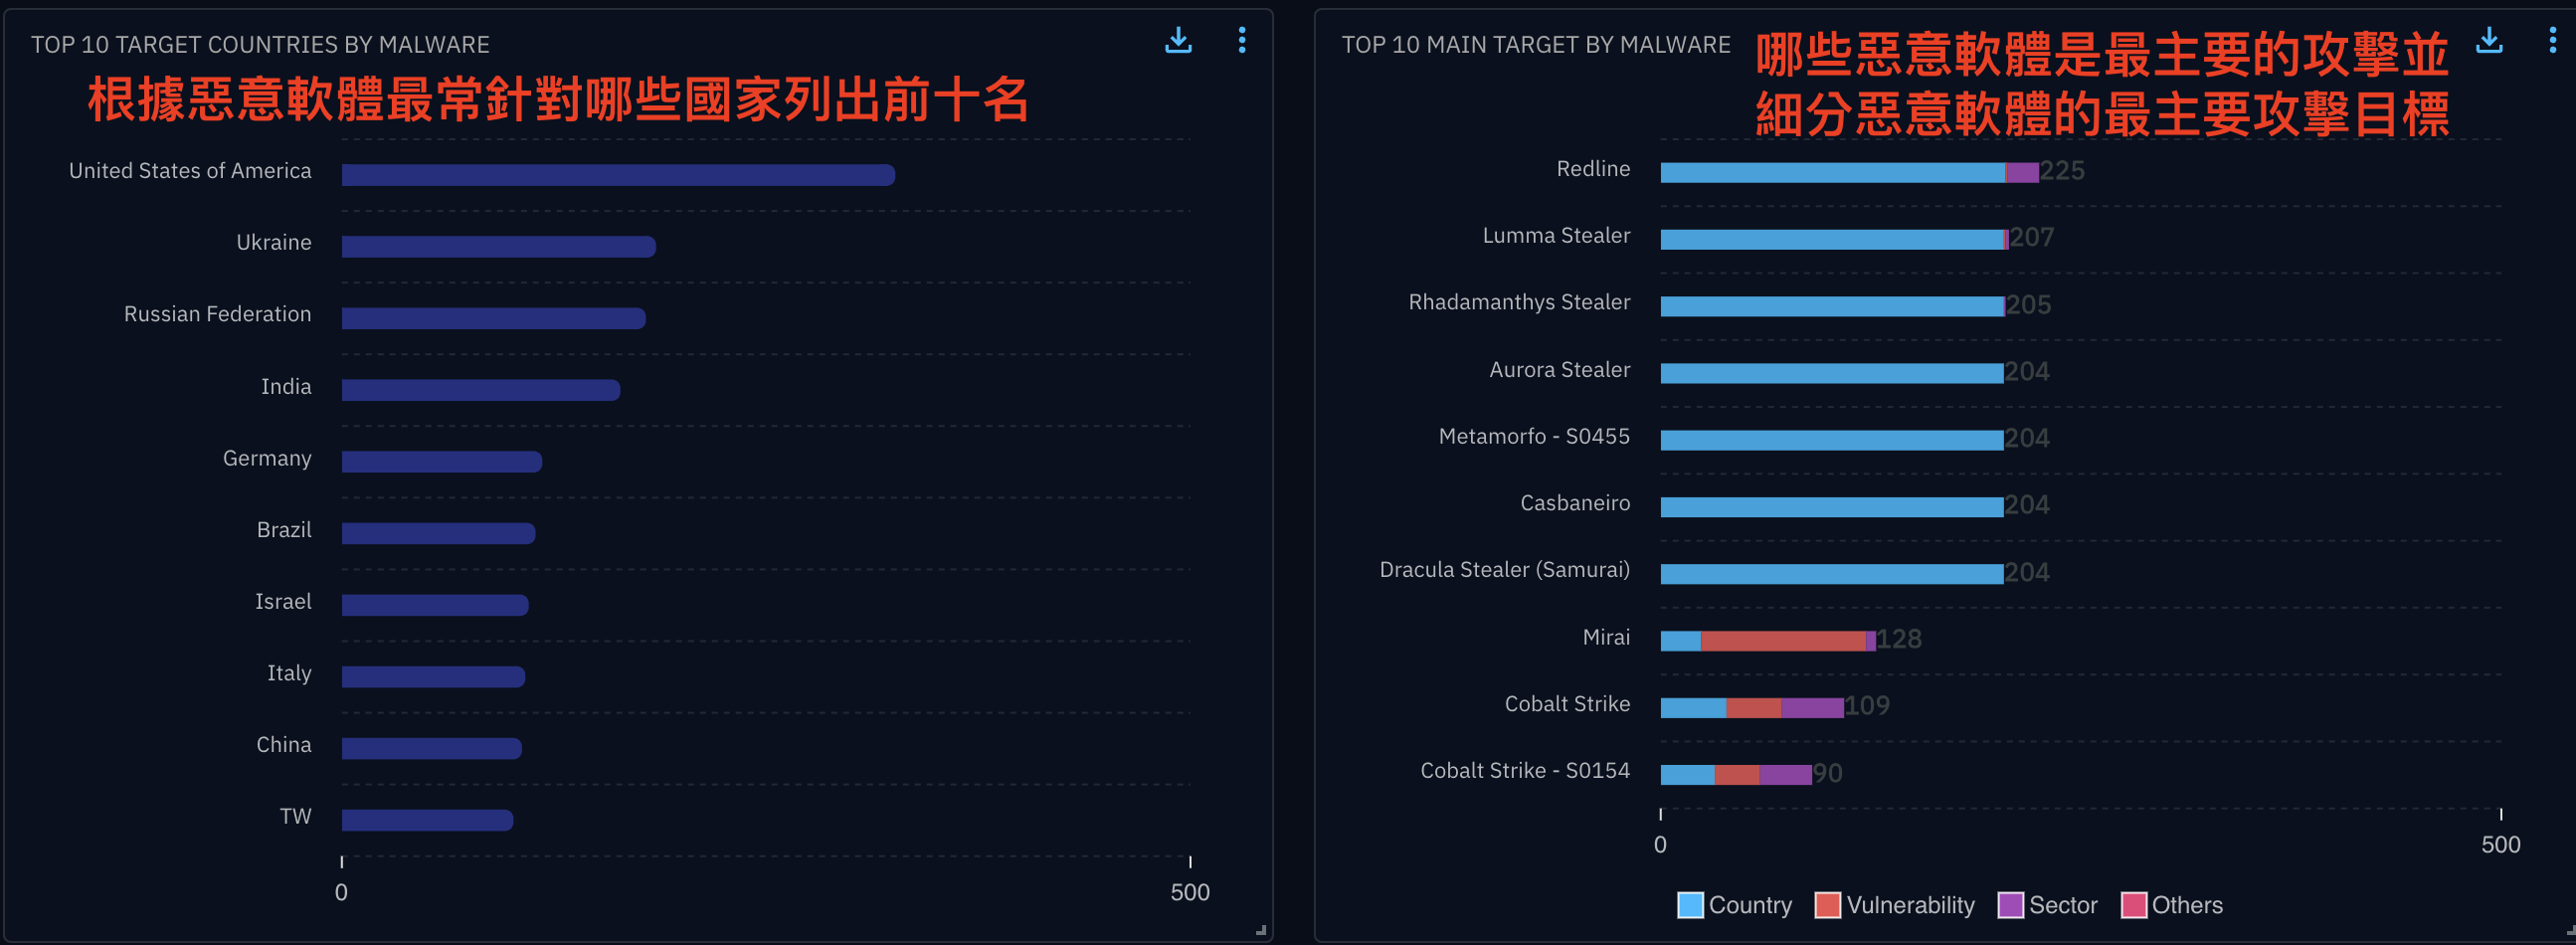 TOP 10 TARGET COUNTRIES BY MALWARE
根據惡意軟體最常針對哪些國家列出前十名
United States of America
Ukraine
Russian Federation
India
Germany
Brazil
Israel
Italy
China
TW
0 500
TOP 10 MAIN TARGET BY MALWARE
哪些惡意軟體是最主要的攻擊並
細分惡意軟體的最主要攻擊目標
Redline 225
Lumma Stealer 207
Rhadamanthys Stealer 205
Aurora Stealer 204
Metamorfo - S0455 204
Casbaneiro 204
Dracula Stealer (Samurai) 204
Mirai 128
Cobalt Strike 109
Cobalt Strike - S0154 90
0 500
Country Vulnerability Sector Others